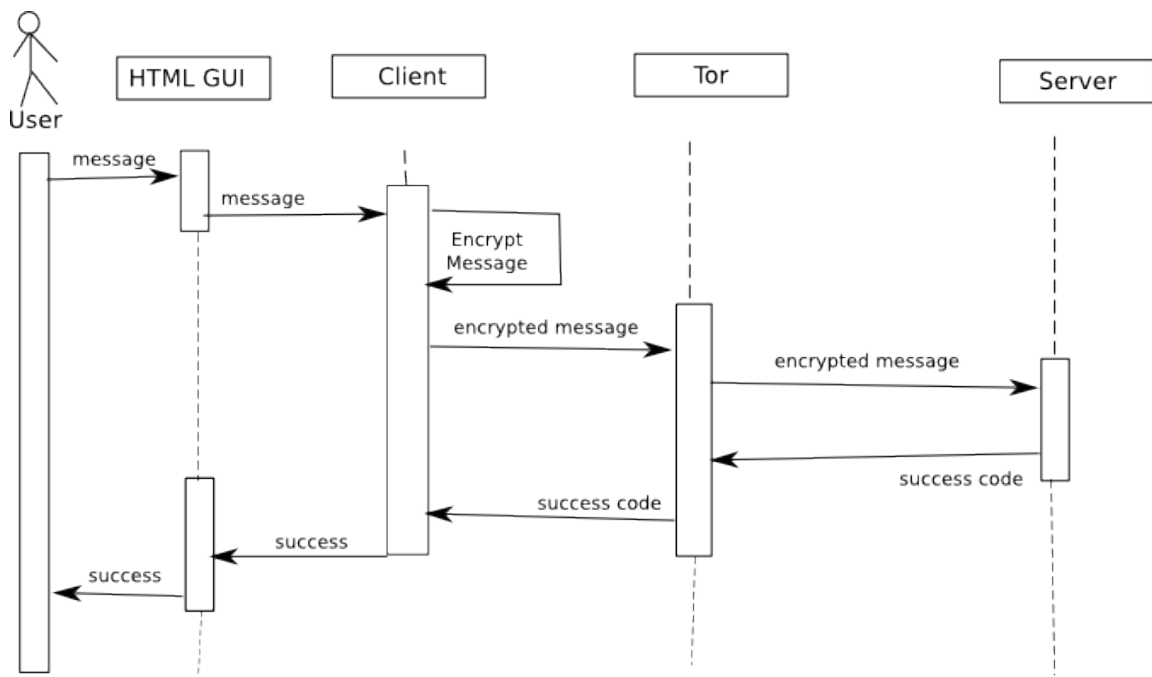 HTML GUI
Client
Tor
Server
User
message
message
Encrypt
Message
encrypted message
encrypted message
success code
success code
success
success